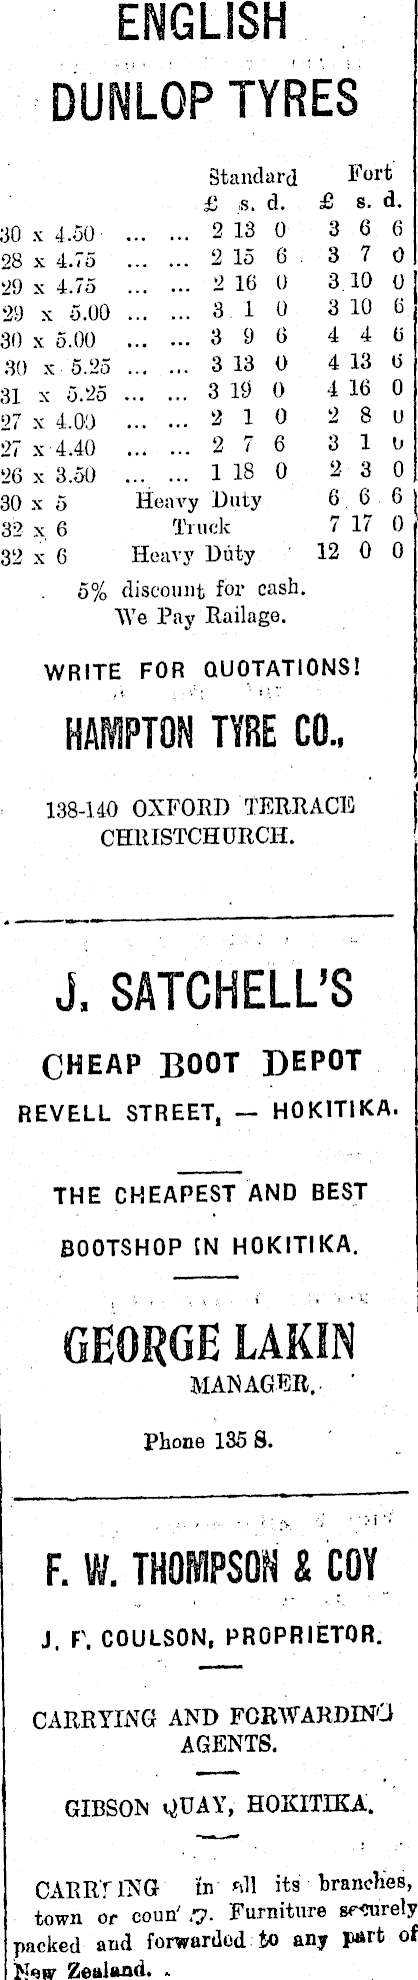 ENGLISH
DUNLOP TYRES
Standard Fort
£ s. d. £ s. d.
30 x 4.50 ... ... 2 13 0 3 6 6
28 x 4.75 ... ... 2 15 6 3 7 0
29 x 4.75 ... ... 2 16 0 3 10 0
29 x 5.00 ... ... 3 1 0 3 10 6
30 x 5.00 ... ... 3 9 6 4 4 6
30 x 5.25 ... ... 3 13 0 4 13 6
31 x 5.25 ... ... 3 19 0 4 16 0
27 x 4.00 ... ... 2 1 0 2 8 0
27 x 4.40 ... ... 2 7 6 3 1 0
26 x 3.50 ... ... 1 18 0 2 3 0
30 x 5 Heavy Duty 6 6 6
32 x 6 Truck 7 17 0
32 x 6 Heavy Duty 12 0 0
5% discount for cash.
We Pay Railage.
WRITE FOR QUOTATIONS!
HAMPTON TYRE CO.,
138-140 OXFORD TERRACE
CHRISTCHURCH.
J. SATCHELL'S
CHEAP BOOT DEPOT
REVELL STREET, — HOKITIKA.
THE CHEAPEST AND BEST
BOOTSHOP IN HOKITIKA.
GEORGE LAKIN
MANAGER.
Phone 135 S.
F. W. THOMPSON & COY
J. F. COULSON, PROPRIETOR.
CARRYING AND FORWARDING
AGENTS.
GIBSON QUAY, HOKITIKA.
CARRYING in all its branches,
town or country. Furniture securely
packed and forwarded to any part of
New Zealand.